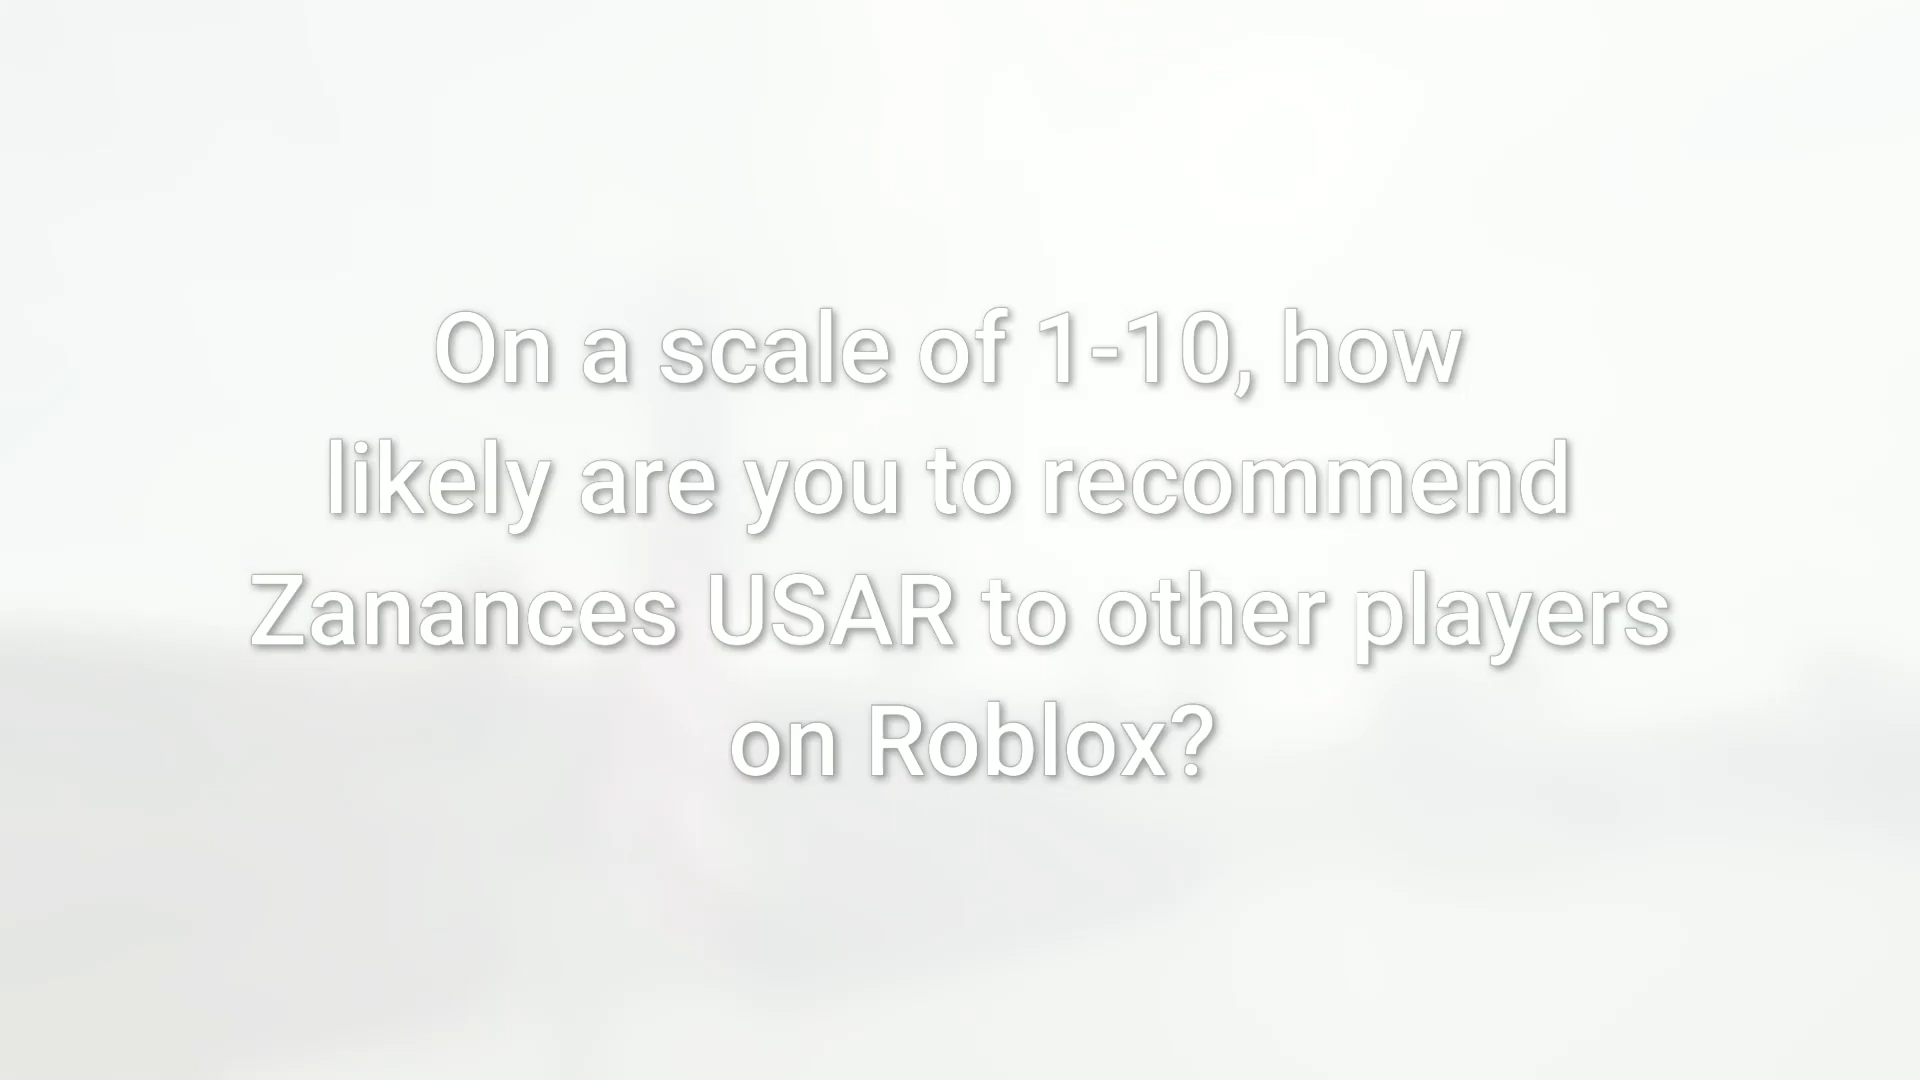 On a scale of 1-10, how
likely are you to recommend
Zanances USAR to other players
on Roblox?